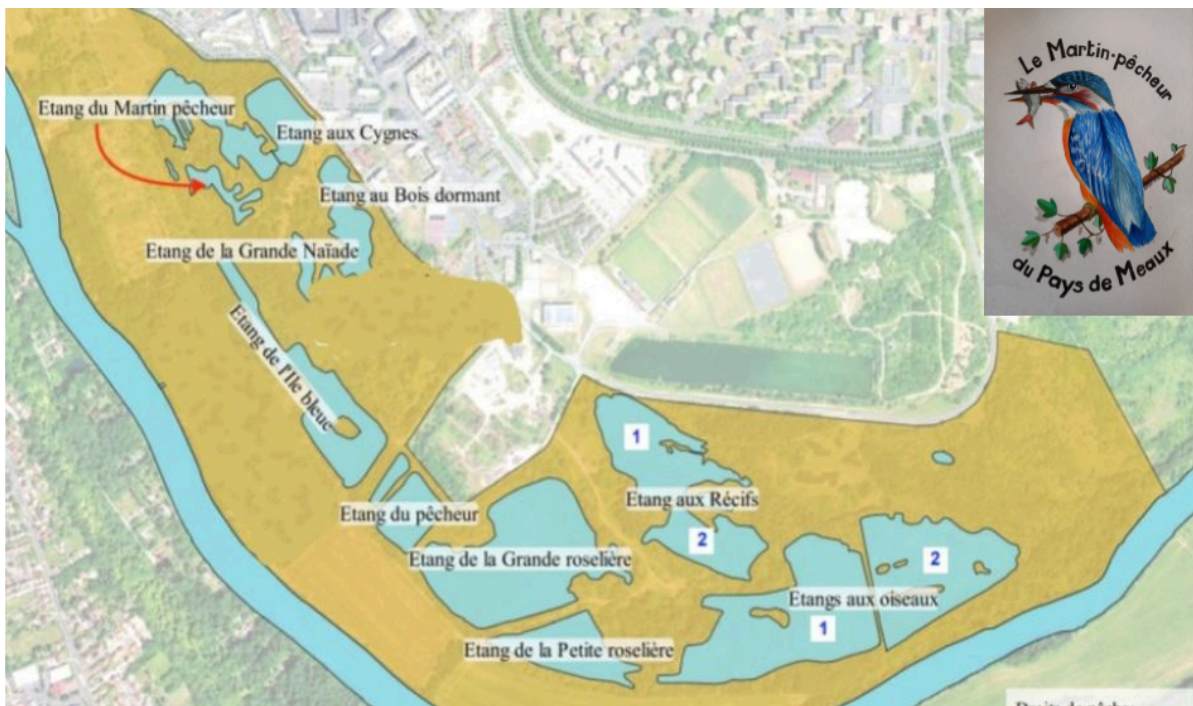 Le Martin-pêcheur
du Pays de Meaux
Etang du Martin pêcheur
Etang aux Cygnes
Etang au Bois dormant
Etang de la Grande Naïade
Etang de l'Ile bleue
1
Etang aux Récifs
2
Etang du pêcheur
Etang de la Grande roselière
2
Etangs aux oiseaux
1
Etang de la Petite roselière